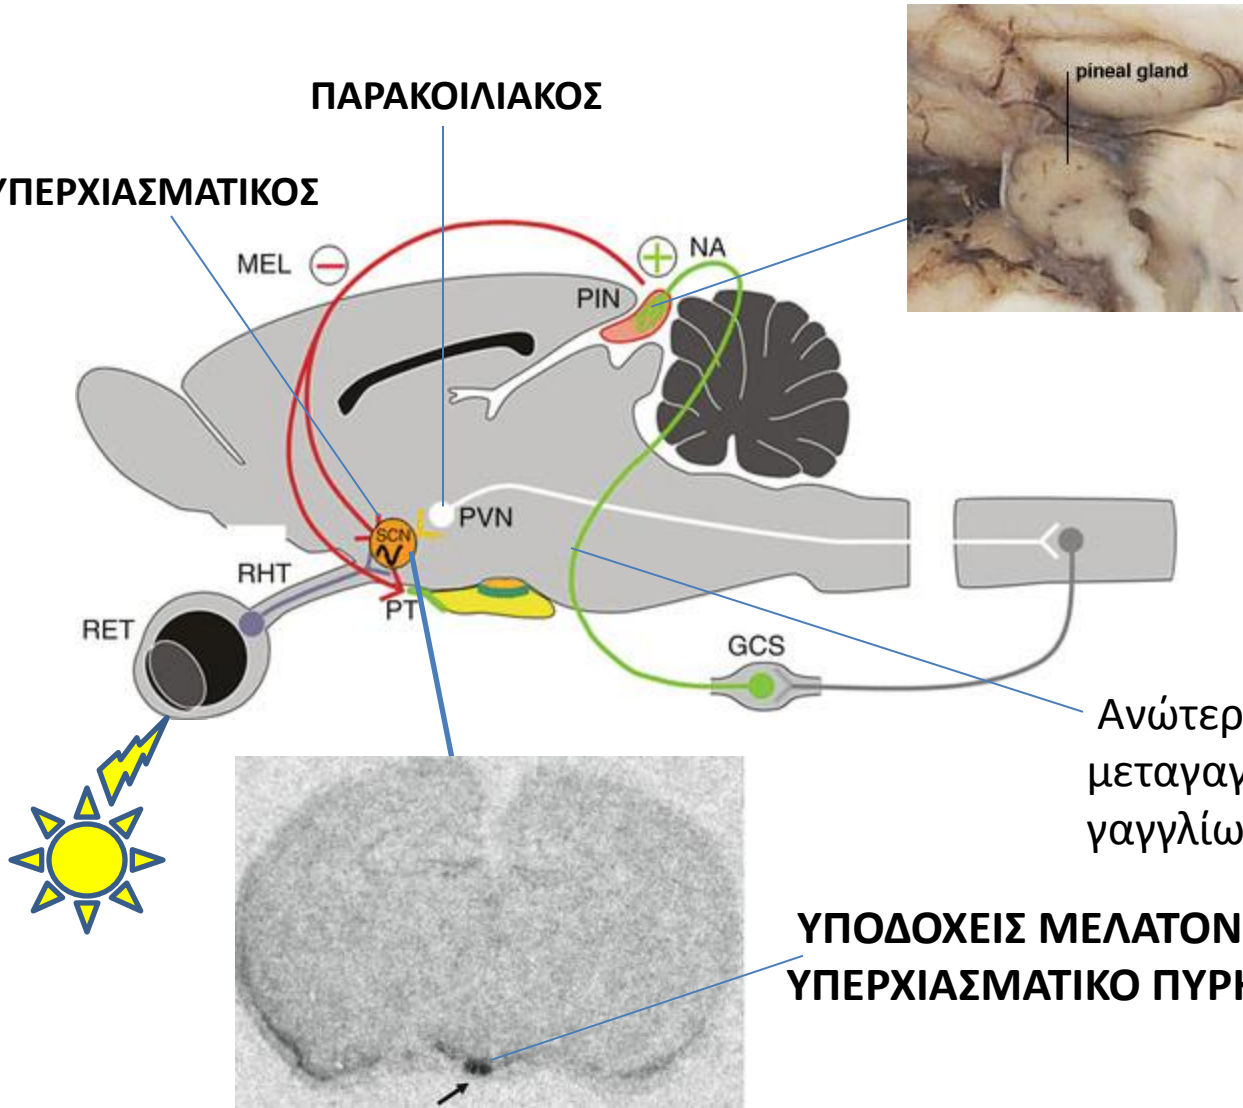 pineal gland
ΠΑΡΑΚΟΙΛΙΑΚΟΣ
ΥΠΕΡΧΙΑΣΜΑΤΙΚΟΣ
MEL
NA
PIN
SCN
PVN
RHT
PT
RET
GCS
Ανώτερ
μεταγαγ
γαγγλίω
ΥΠΟΔΟΧΕΙΣ ΜΕΛΑΤΟΝ
ΥΠΕΡΧΙΑΣΜΑΤΙΚΟ ΠΥΡΗ